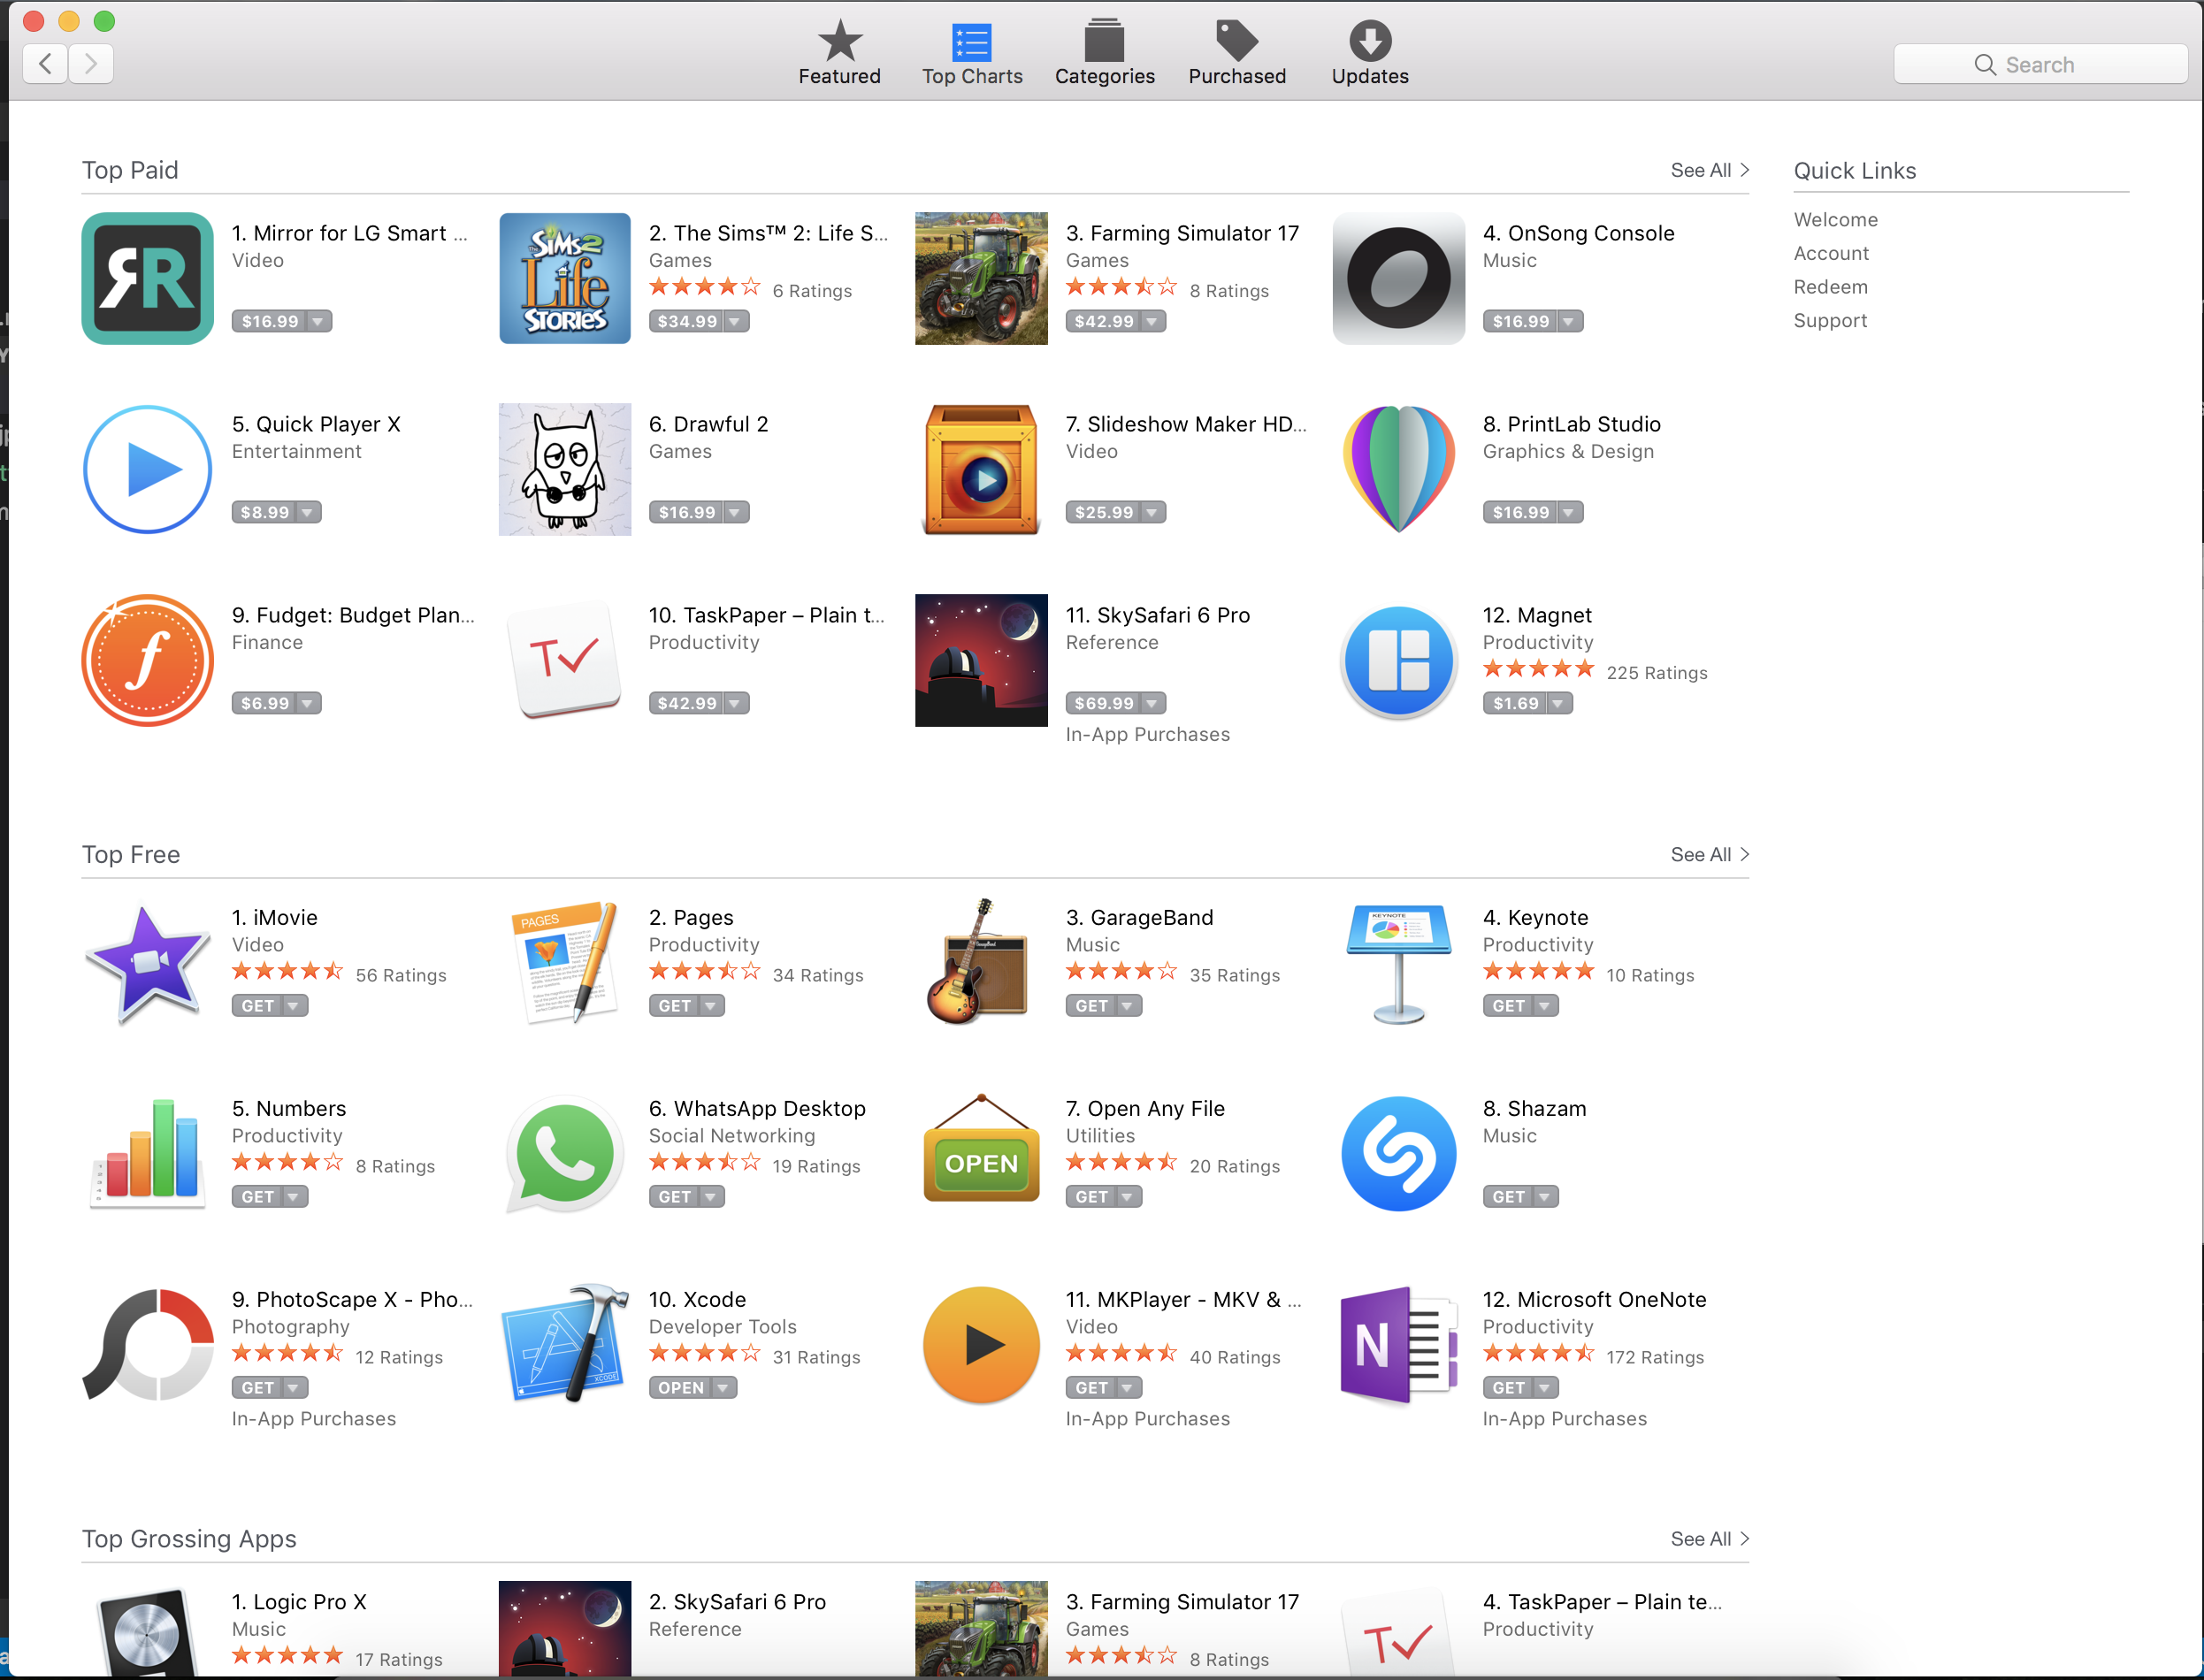 Featured
Top Charts
Categories
Purchased
Updates
Search
Top Paid
See All
Quick Links
Welcome
Account
Redeem
Support
1. Mirror for LG Smart ...
Video
$16.99
2. The Sims™ 2: Life S...
Games
6 Ratings
$34.99
3. Farming Simulator 17
Games
8 Ratings
$42.99
4. OnSong Console
Music
$16.99
The Sims 2
Life
Stories
5. Quick Player X
Entertainment
$8.99
6. Drawful 2
Games
$16.99
7. Slideshow Maker HD...
Video
$25.99
8. PrintLab Studio
Graphics & Design
$16.99
9. Fudget: Budget Plan...
Finance
$6.99
10. TaskPaper – Plain t...
Productivity
$42.99
11. SkySafari 6 Pro
Reference
$69.99
In-App Purchases
12. Magnet
Productivity
225 Ratings
$1.69
Top Free
See All
1. iMovie
Video
56 Ratings
GET
PAGES
2. Pages
Productivity
34 Ratings
GET
3. GarageBand
Music
35 Ratings
GET
KEYNOTE
4. Keynote
Productivity
10 Ratings
GET
5. Numbers
Productivity
8 Ratings
GET
6. WhatsApp Desktop
Social Networking
19 Ratings
GET
OPEN
7. Open Any File
Utilities
20 Ratings
GET
8. Shazam
Music
GET
9. PhotoScape X - Pho...
Photography
12 Ratings
GET
In-App Purchases
XCODE
10. Xcode
Developer Tools
31 Ratings
OPEN
11. MKPlayer - MKV & ...
Video
40 Ratings
GET
In-App Purchases
N
12. Microsoft OneNote
Productivity
172 Ratings
GET
In-App Purchases
Top Grossing Apps
See All
1. Logic Pro X
Music
17 Ratings
2. SkySafari 6 Pro
Reference
3. Farming Simulator 17
Games
8 Ratings
4. TaskPaper – Plain te...
Productivity